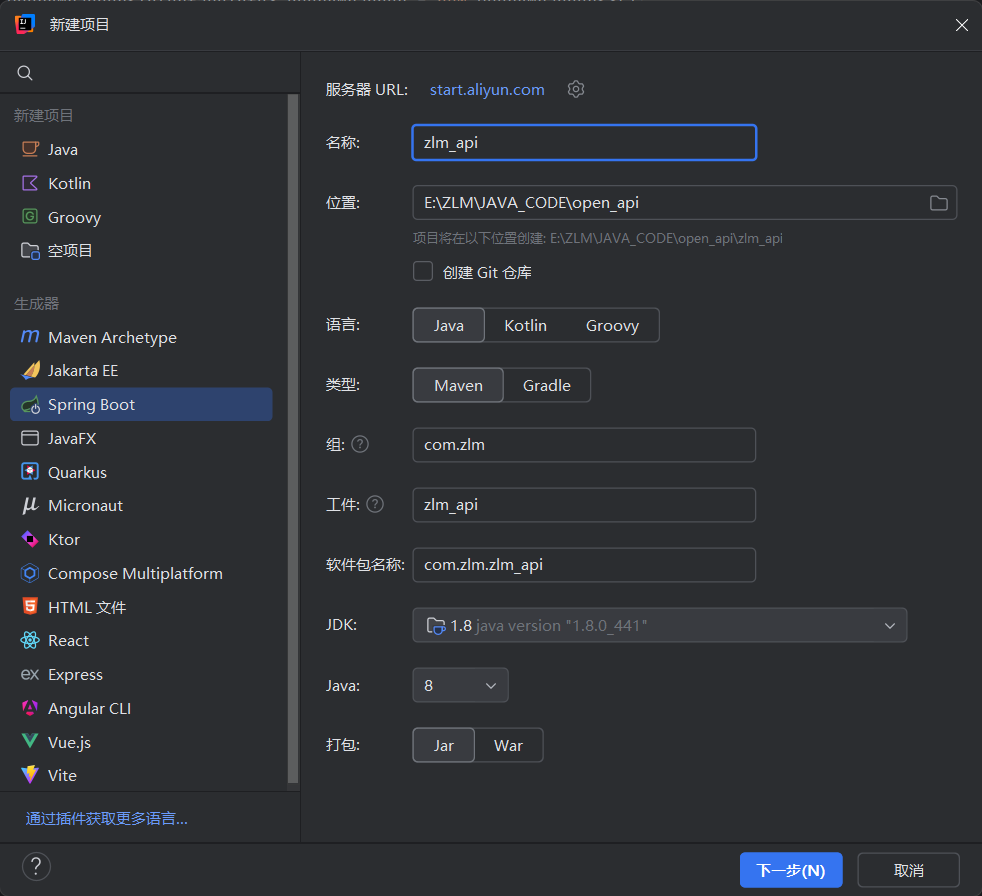 新建项目
新建项目
Java
Kotlin
Groovy
空项目
生成器
Maven Archetype
Jakarta EE
Spring Boot
JavaFX
Quarkus
Micronaut
Ktor
Compose Multiplatform
HTML 文件
React
Express
Angular CLI
Vue.js
Vite
通过插件获取更多语言...
服务器 URL: start.aliyun.com
名称: zlm_api
位置: E:\ZLM\JAVA_CODE\open_api
项目将在以下位置创建: E:\ZLM\JAVA_CODE\open_api\zlm_api
创建 Git 仓库
语言: Java Kotlin Groovy
类型: Maven Gradle
组: ? com.zlm
工件: ? zlm_api
软件包名称: com.zlm.zlm_api
JDK: 1.8 java version "1.8.0_441"
Java: 8
打包: Jar War
? 下一步(N) 取消